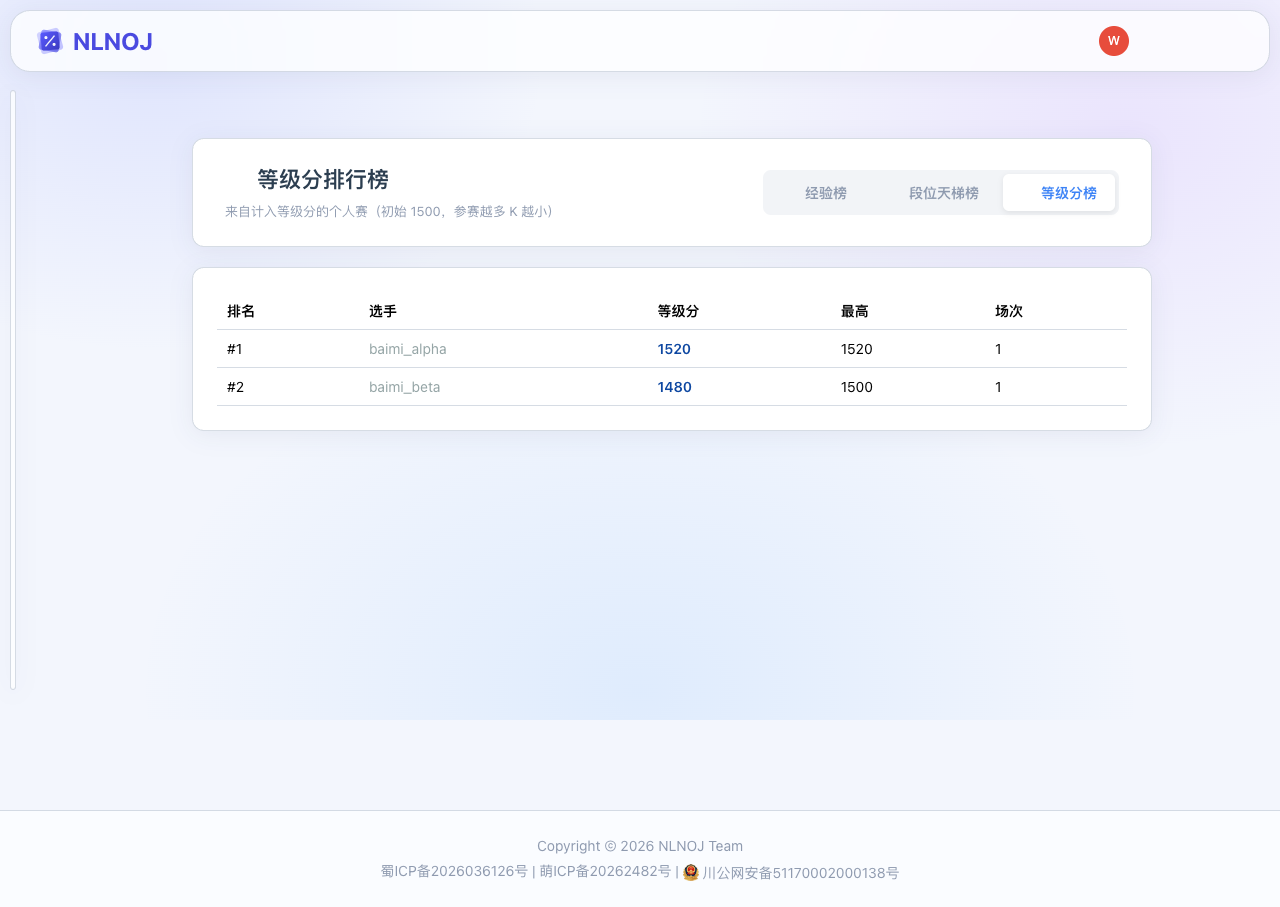 NLNOJ
W
等级分排行榜
来自计入等级分的个人赛（初始 1500，参赛越多 K 越小）
经验榜 段位天梯榜 等级分榜
排名 选手 等级分 最高 场次
#1 baimi_alpha 1520 1520 1
#2 baimi_beta 1480 1500 1
Copyright © 2026 NLNOJ Team
蜀ICP备2026036126号 | 萌ICP备20262482号 | 川公网安备51170002000138号